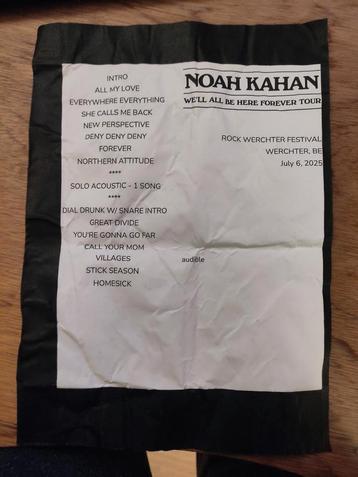 INTRO
ALL MY LOVE
EVERYWHERE EVERYTHING
SHE CALLS ME BACK
NEW PERSPECTIVE
DENY DENY DENY
FOREVER
NORTHERN ATTITUDE
****
SOLO ACOUSTIC - 1 SONG
****
DIAL DRUNK W/ SNARE INTRO
GREAT DIVIDE
YOU'RE GONNA GO FAR
CALL YOUR MOM
VILLAGES audible
STICK SEASON
HOMESICK
NOAH KAHAN
WE'LL ALL BE HERE FOREVER TOUR
ROCK WERCHTER FESTIVAL
WERCHTER, BE
July 6, 2025